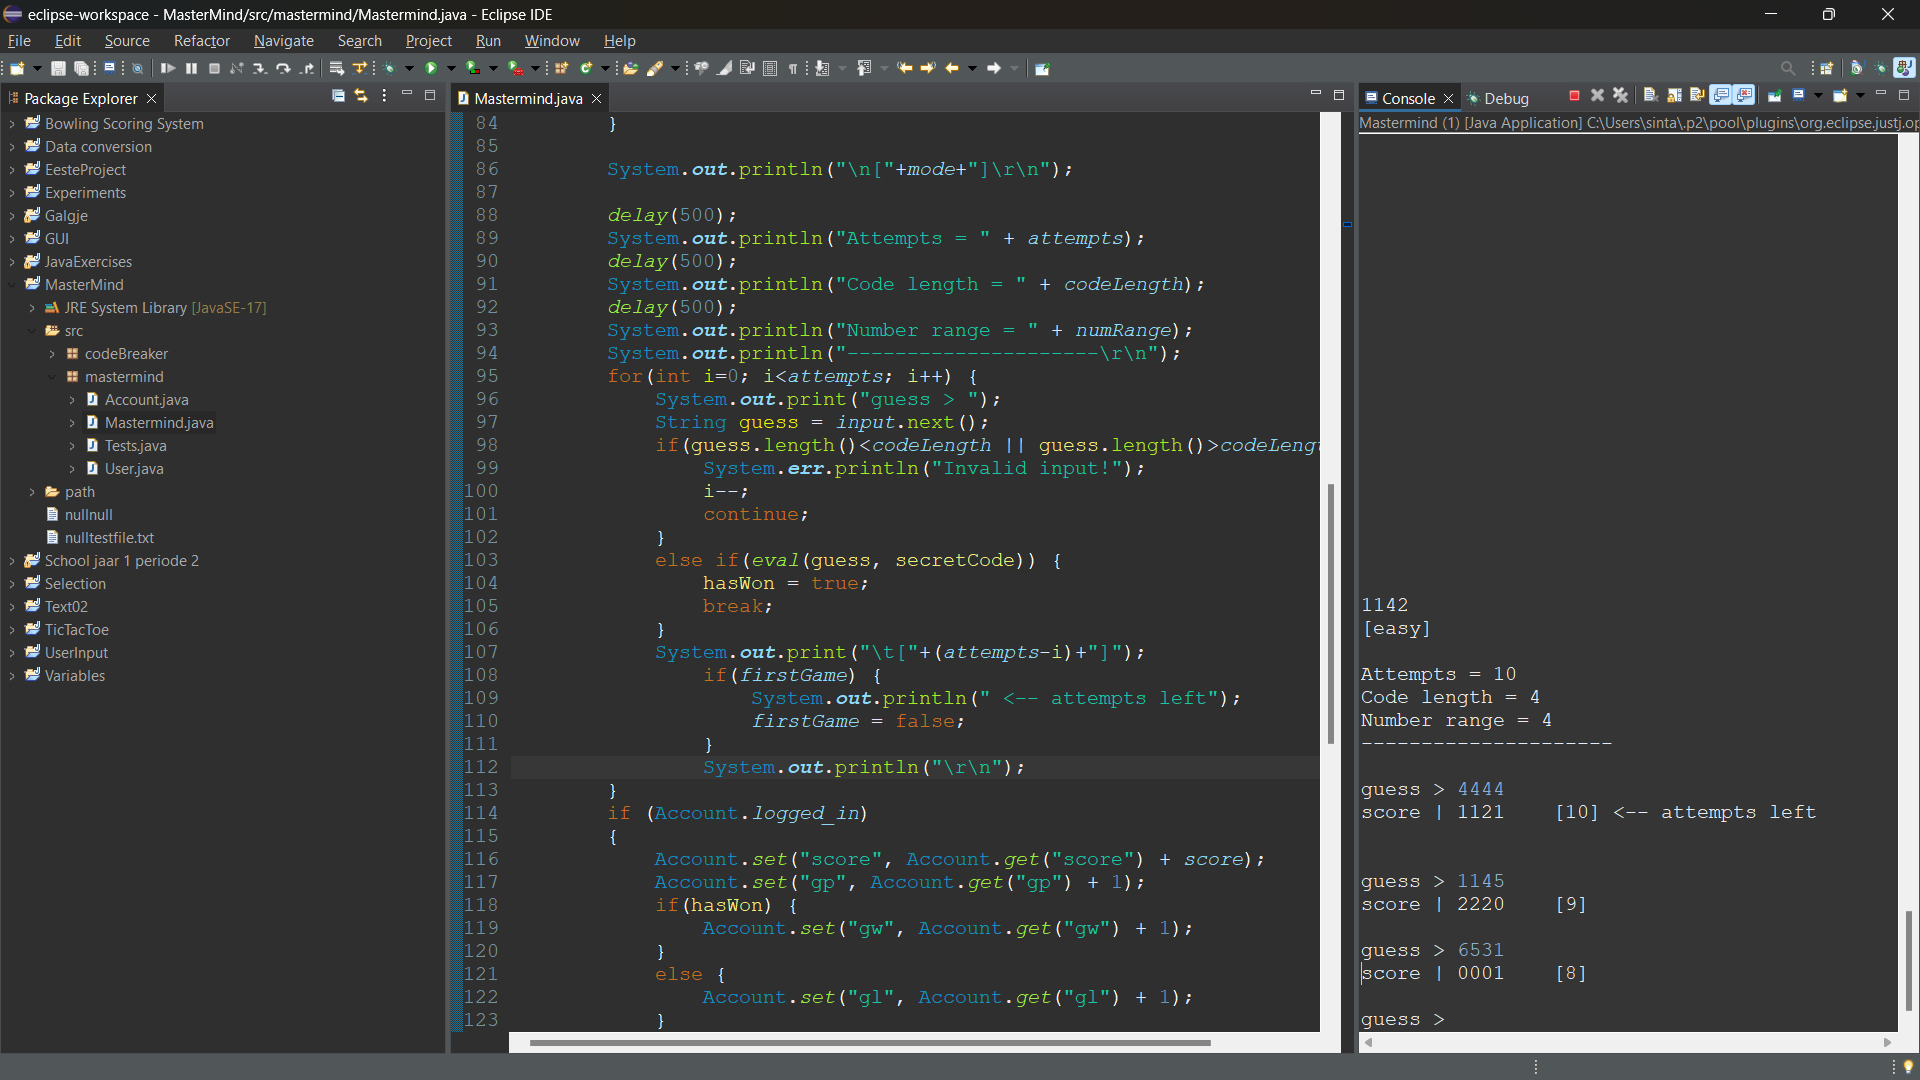 eclipse-workspace - MasterMind/src/mastermind/Mastermind.java - Eclipse IDE
File Edit Source Refactor Navigate Search Project Run Window Help
Package Explorer
Bowling Scoring System
Data conversion
EesteProject
Experiments
Galgje
GUI
JavaExercises
MasterMind
JRE System Library [JavaSE-17]
src
codeBreaker
mastermind
Account.java
Mastermind.java
Tests.java
User.java
path
nullnull
nulltestfile.txt
School jaar 1 periode 2
Selection
Text02
TicTacToe
UserInput
Variables
Mastermind.java
84 }
85
86 System.out.println("\n["+mode+"]\r\n");
87
88 delay(500);
89 System.out.println("Attempts = " + attempts);
90 delay(500);
91 System.out.println("Code length = " + codeLength);
92 delay(500);
93 System.out.println("Number range = " + numRange);
94 System.out.println("---------------------\r\n");
95 for(int i=0; i<attempts; i++) {
96 System.out.print("guess > ");
97 String guess = input.next();
98 if(guess.length()<codeLength || guess.length()>codeLengt
99 System.err.println("Invalid input!");
100 i--;
101 continue;
102 }
103 else if(eval(guess, secretCode)) {
104 hasWon = true;
105 break;
106 }
107 System.out.print("\t["+(attempts-i)+"]");
108 if(firstGame) {
109 System.out.println(" <-- attempts left");
110 firstGame = false;
111 }
112 System.out.println("\r\n");
113 }
114 if (Account.logged_in)
115 {
116 Account.set("score", Account.get("score") + score);
117 Account.set("gp", Account.get("gp") + 1);
118 if(hasWon) {
119 Account.set("gw", Account.get("gw") + 1);
120 }
121 else {
122 Account.set("gl", Account.get("gl") + 1);
123 }
Console Debug
Mastermind (1) [Java Application] C:\Users\sinta\.p2\pool\plugins\org.eclipse.justj.op
1142
[easy]
Attempts = 10
Code length = 4
Number range = 4
---------------------
guess > 4444
score | 1121 [10] <-- attempts left
guess > 1145
score | 2220 [9]
guess > 6531
score | 0001 [8]
guess >